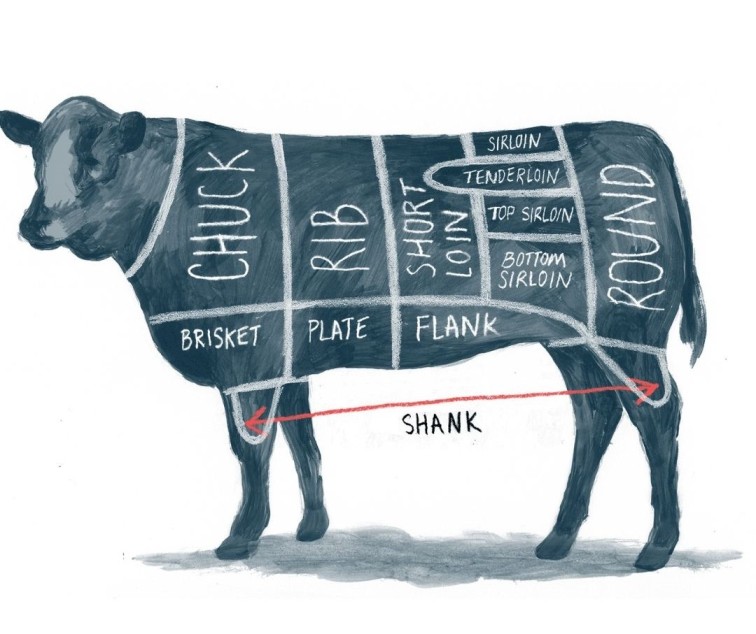 CHUCK
RIB
SHORT
LOIN
SIRLOIN
TENDERLOIN
TOP SIRLOIN
BOTTOM
SIRLOIN
ROUND
BRISKET
PLATE
FLANK
SHANK